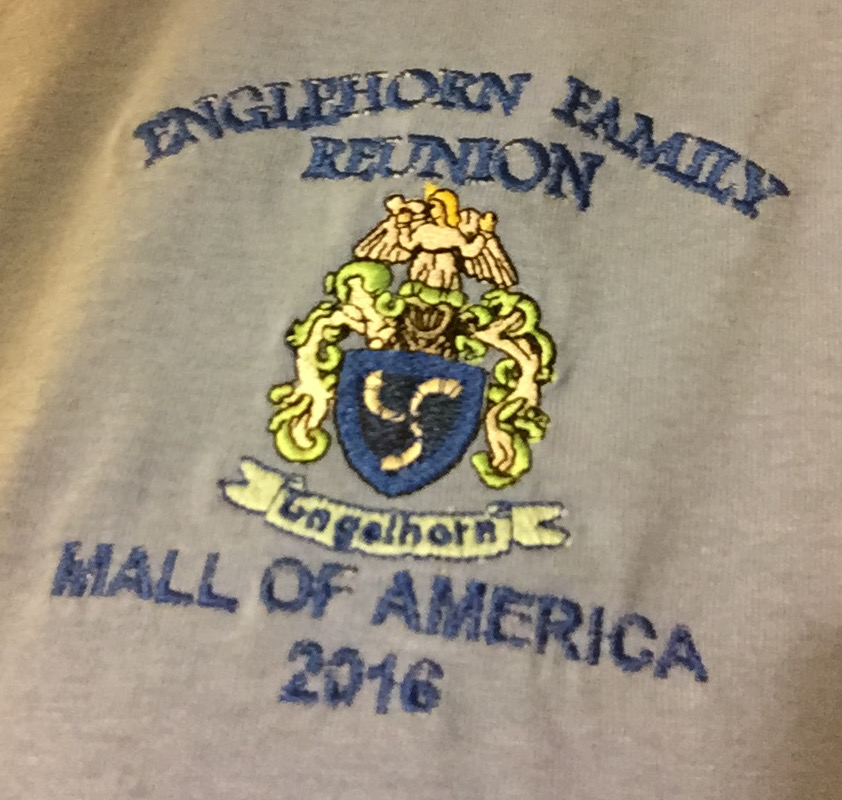 ENGLEHORN FAMILY
REUNION
"Engelhorn"
MALL OF AMERICA
2016